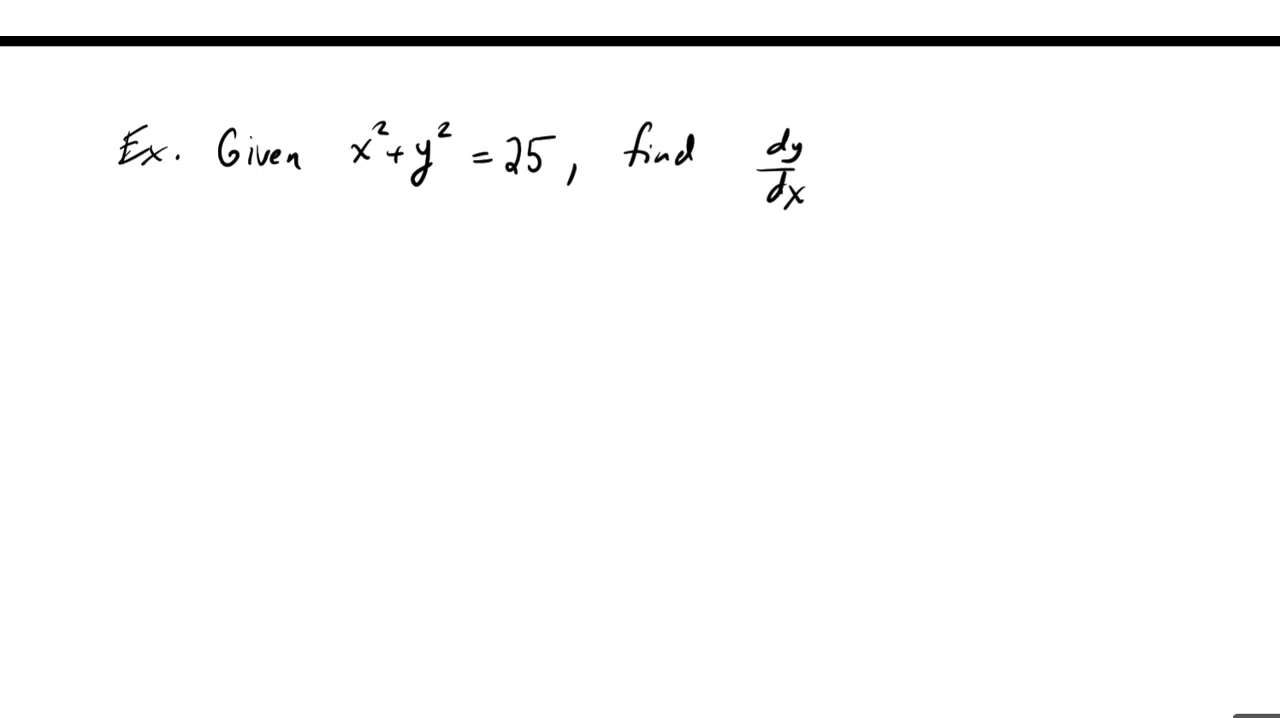 Ex. Given x²+y² = 25, find dy/dx